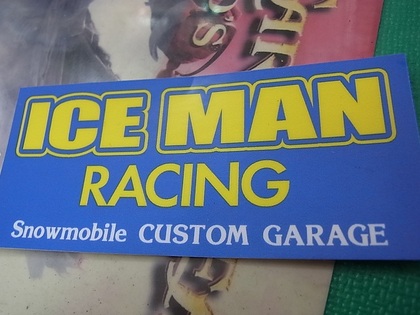 ICE MAN
RACING
Snowmobile CUSTOM GARAGE